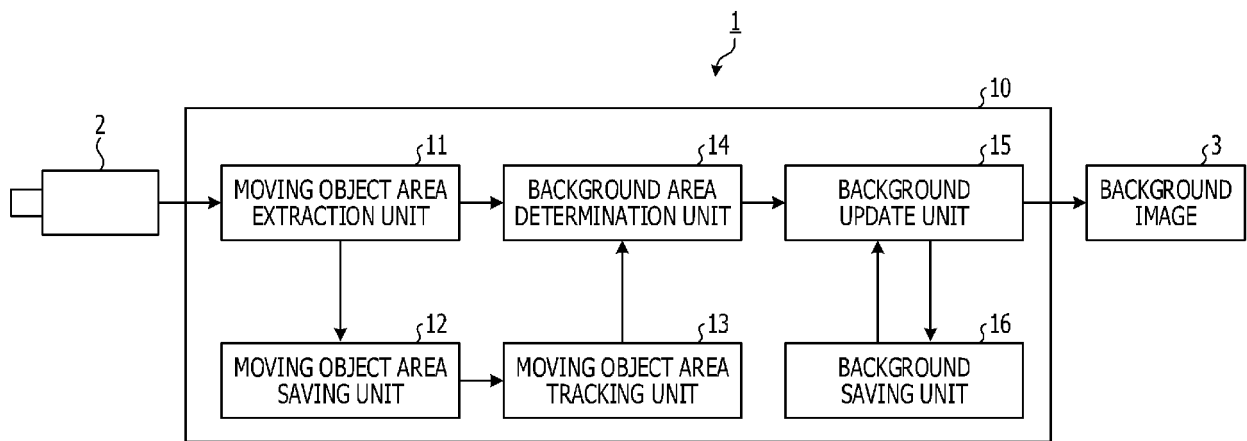 1
10
2
11
MOVING OBJECT AREA
EXTRACTION UNIT
14
BACKGROUND AREA
DETERMINATION UNIT
15
BACKGROUND
UPDATE UNIT
3
BACKGROUND
IMAGE
12
MOVING OBJECT AREA
SAVING UNIT
13
MOVING OBJECT AREA
TRACKING UNIT
16
BACKGROUND
SAVING UNIT